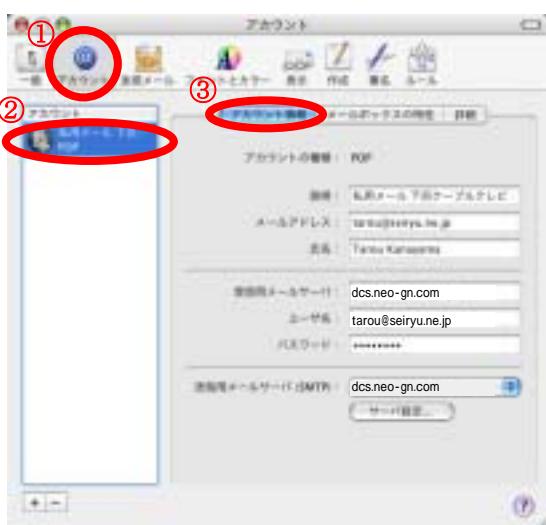 ①
アカウント
一般 アカウント 迷惑メール フォントとカラー 表示 作成 署名 ルール
③
②
アカウント
POP
アカウント情報 メールボックスの特性 詳細
アカウントの種類： POP
説明：
メールアドレス： tarou@seiryu.ne.jp
氏名： Tarou Kanayama
受信用メールサーバ： dcs.neo-gn.com
ユーザ名： tarou@seiryu.ne.jp
パスワード： ••••••••
送信用メールサーバ (SMTP)： dcs.neo-gn.com
サーバ設定...
+ − ?